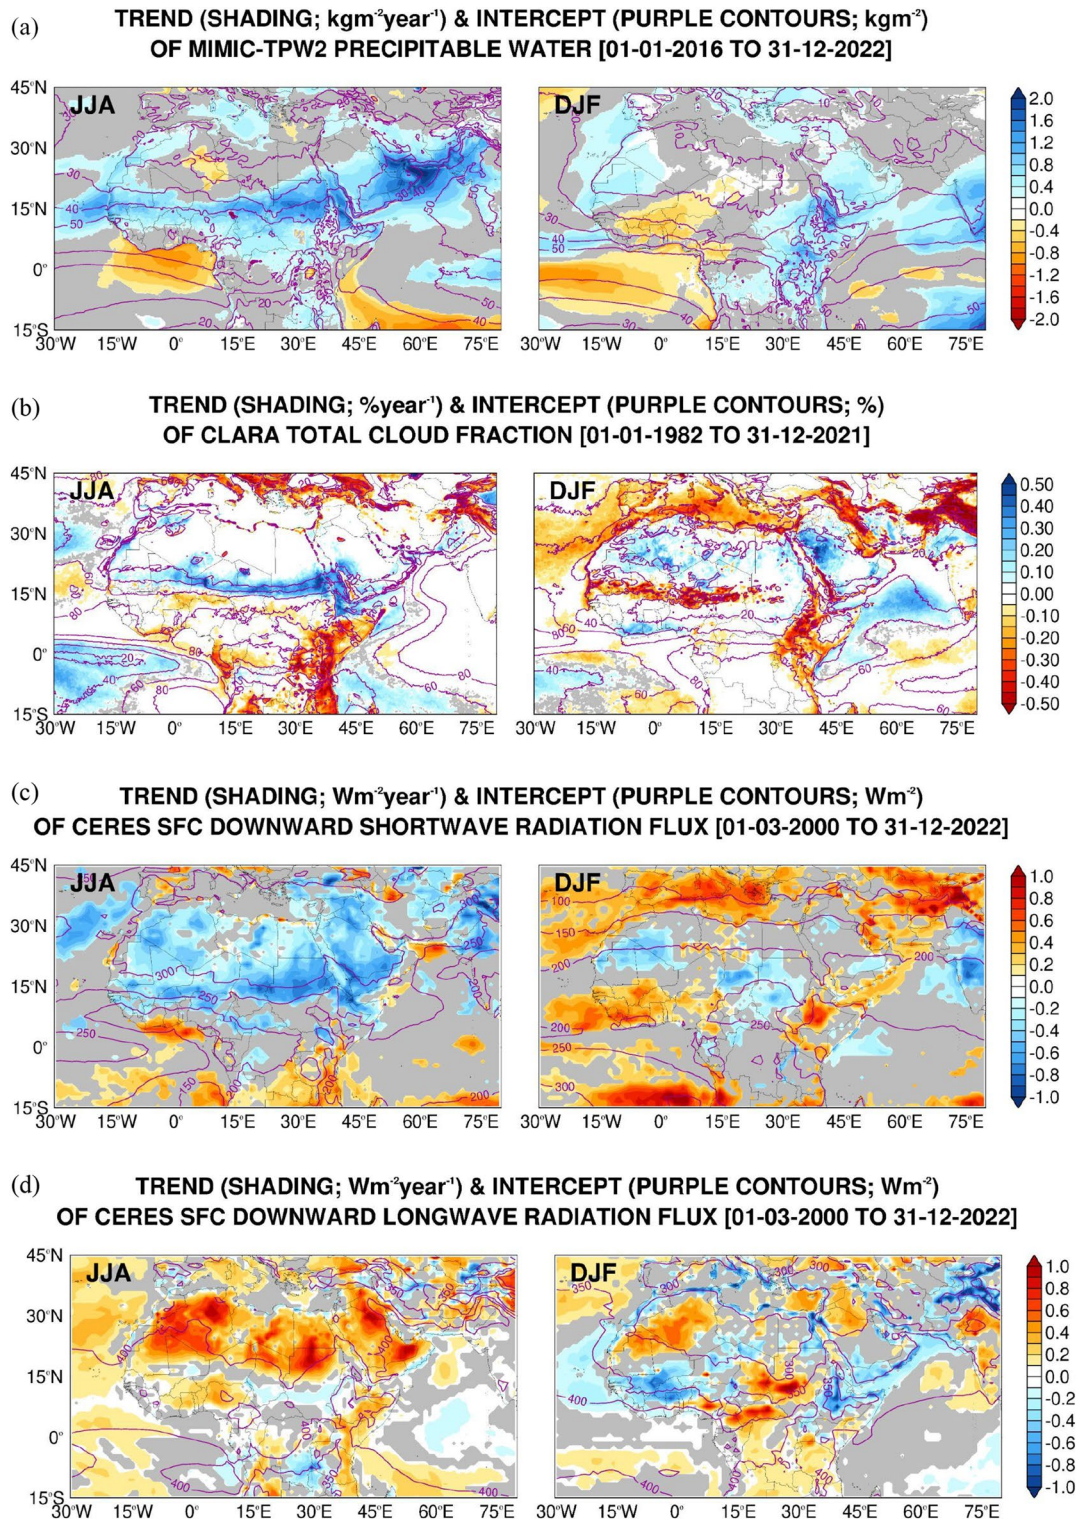 (a)
TREND (SHADING; kgm⁻²year⁻¹) & INTERCEPT (PURPLE CONTOURS; kgm⁻²)
OF MIMIC-TPW2 PRECIPITABLE WATER [01-01-2016 TO 31-12-2022]
JJA
DJF
45°N
30°N
15°N
0°
15°S
30°W 15°W 0° 15°E 30°E 45°E 60°E 75°E
30°W 15°W 0° 15°E 30°E 45°E 60°E 75°E
2.0
1.6
1.2
0.8
0.4
0.0
-0.4
-0.8
-1.2
-1.6
-2.0
(b)
TREND (SHADING; %year⁻¹) & INTERCEPT (PURPLE CONTOURS; %)
OF CLARA TOTAL CLOUD FRACTION [01-01-1982 TO 31-12-2021]
JJA
DJF
45°N
30°N
15°N
0°
15°S
30°W 15°W 0° 15°E 30°E 45°E 60°E 75°E
30°W 15°W 0° 15°E 30°E 45°E 60°E 75°E
0.50
0.40
0.30
0.20
0.10
0.00
-0.10
-0.20
-0.30
-0.40
-0.50
(c)
TREND (SHADING; Wm⁻²year⁻¹) & INTERCEPT (PURPLE CONTOURS; Wm⁻²)
OF CERES SFC DOWNWARD SHORTWAVE RADIATION FLUX [01-03-2000 TO 31-12-2022]
JJA
DJF
45°N
30°N
15°N
0°
15°S
30°W 15°W 0° 15°E 30°E 45°E 60°E 75°E
30°W 15°W 0° 15°E 30°E 45°E 60°E 75°E
1.0
0.8
0.6
0.4
0.2
0.0
-0.2
-0.4
-0.6
-0.8
-1.0
(d)
TREND (SHADING; Wm⁻²year⁻¹) & INTERCEPT (PURPLE CONTOURS; Wm⁻²)
OF CERES SFC DOWNWARD LONGWAVE RADIATION FLUX [01-03-2000 TO 31-12-2022]
JJA
DJF
45°N
30°N
15°N
0°
15°S
30°W 15°W 0° 15°E 30°E 45°E 60°E 75°E
30°W 15°W 0° 15°E 30°E 45°E 60°E 75°E
1.0
0.8
0.6
0.4
0.2
0.0
-0.2
-0.4
-0.6
-0.8
-1.0